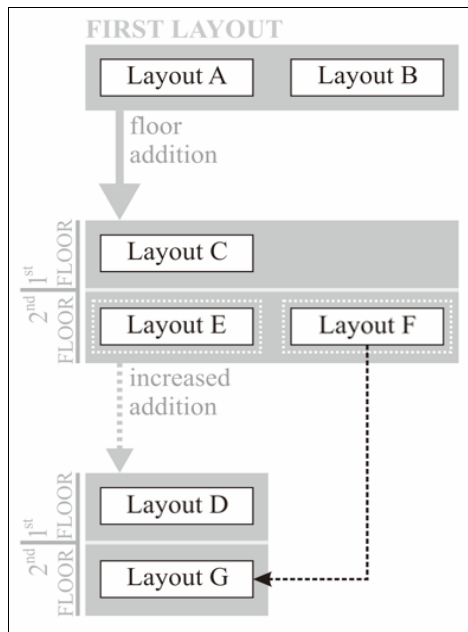 FIRST LAYOUT
Layout A
Layout B
floor
addition
1st
FLOOR
Layout C
2nd
FLOOR
Layout E
Layout F
increased
addition
1st
FLOOR
Layout D
2nd
FLOOR
Layout G